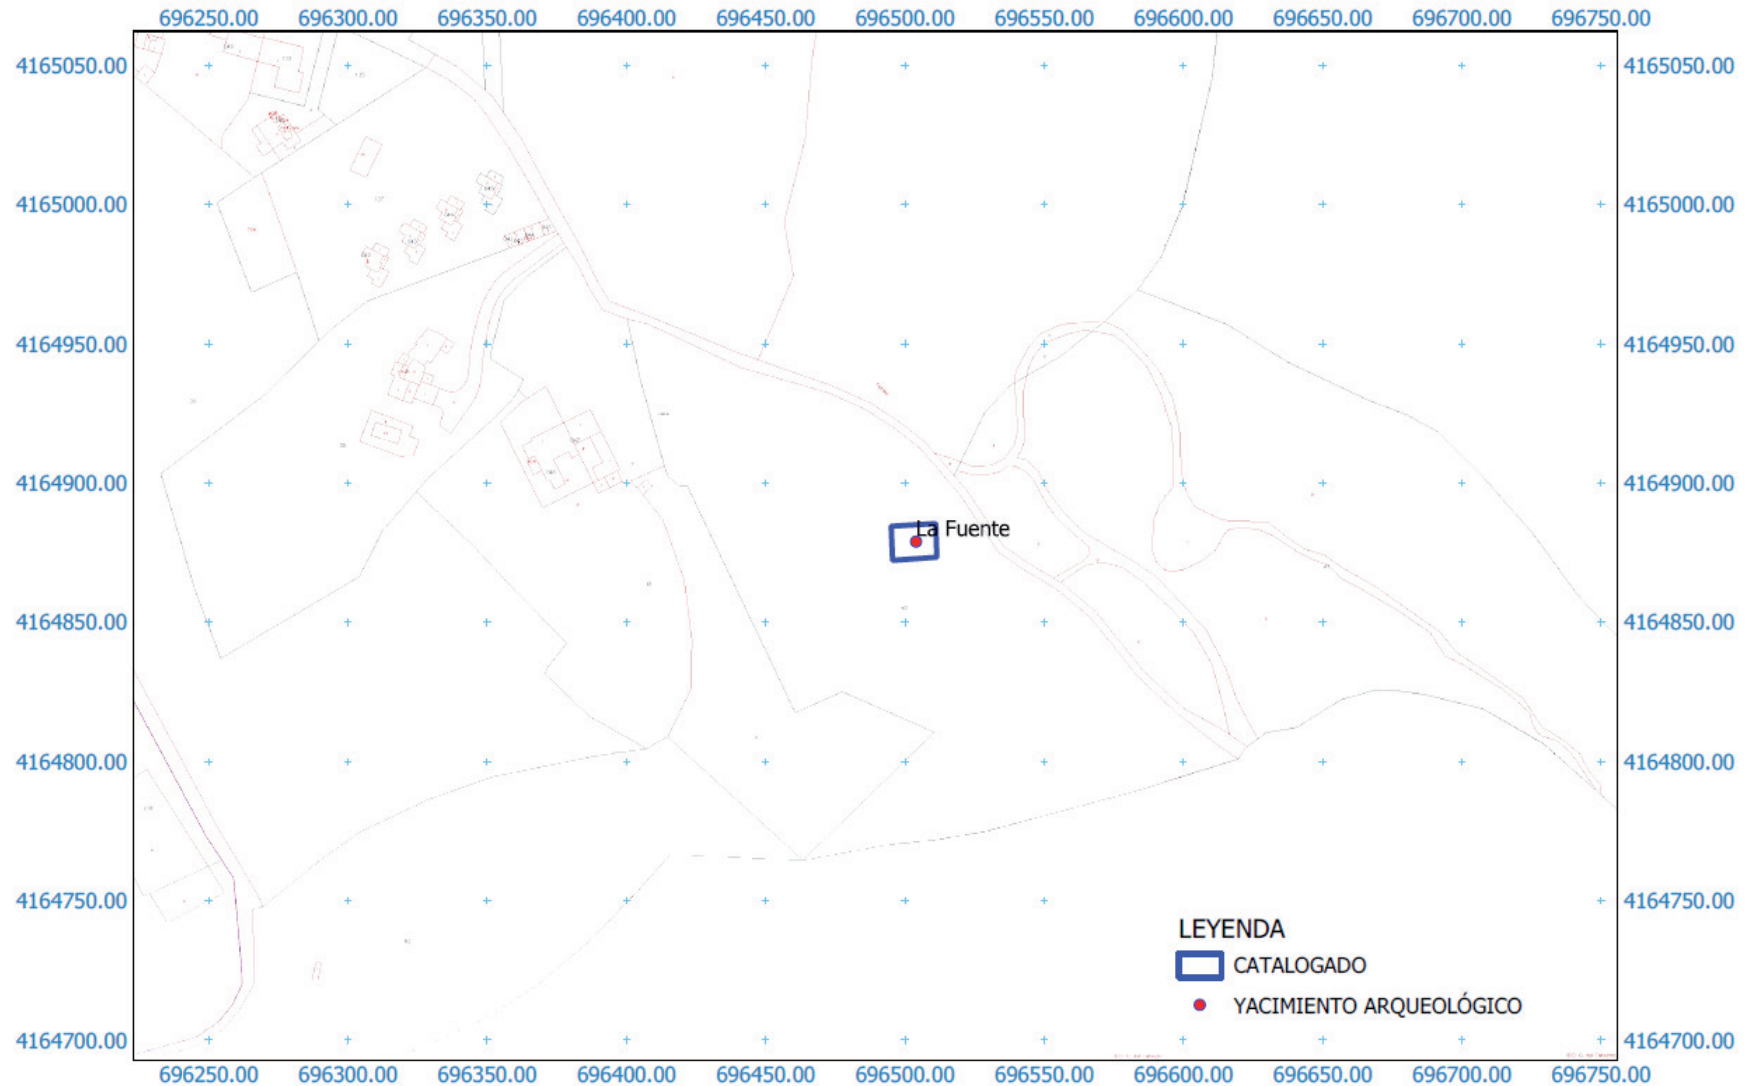 696250.00 696300.00 696350.00 696400.00 696450.00 696500.00 696550.00 696600.00 696650.00 696700.00 696750.00
4165050.00 4165050.00
4165000.00 4165000.00
4164950.00 4164950.00
4164900.00 4164900.00
La Fuente
4164850.00 4164850.00
4164800.00 4164800.00
4164750.00 4164750.00
LEYENDA
CATALOGADO
YACIMIENTO ARQUEOLÓGICO
4164700.00 4164700.00
696250.00 696300.00 696350.00 696400.00 696450.00 696500.00 696550.00 696600.00 696650.00 696700.00 696750.00